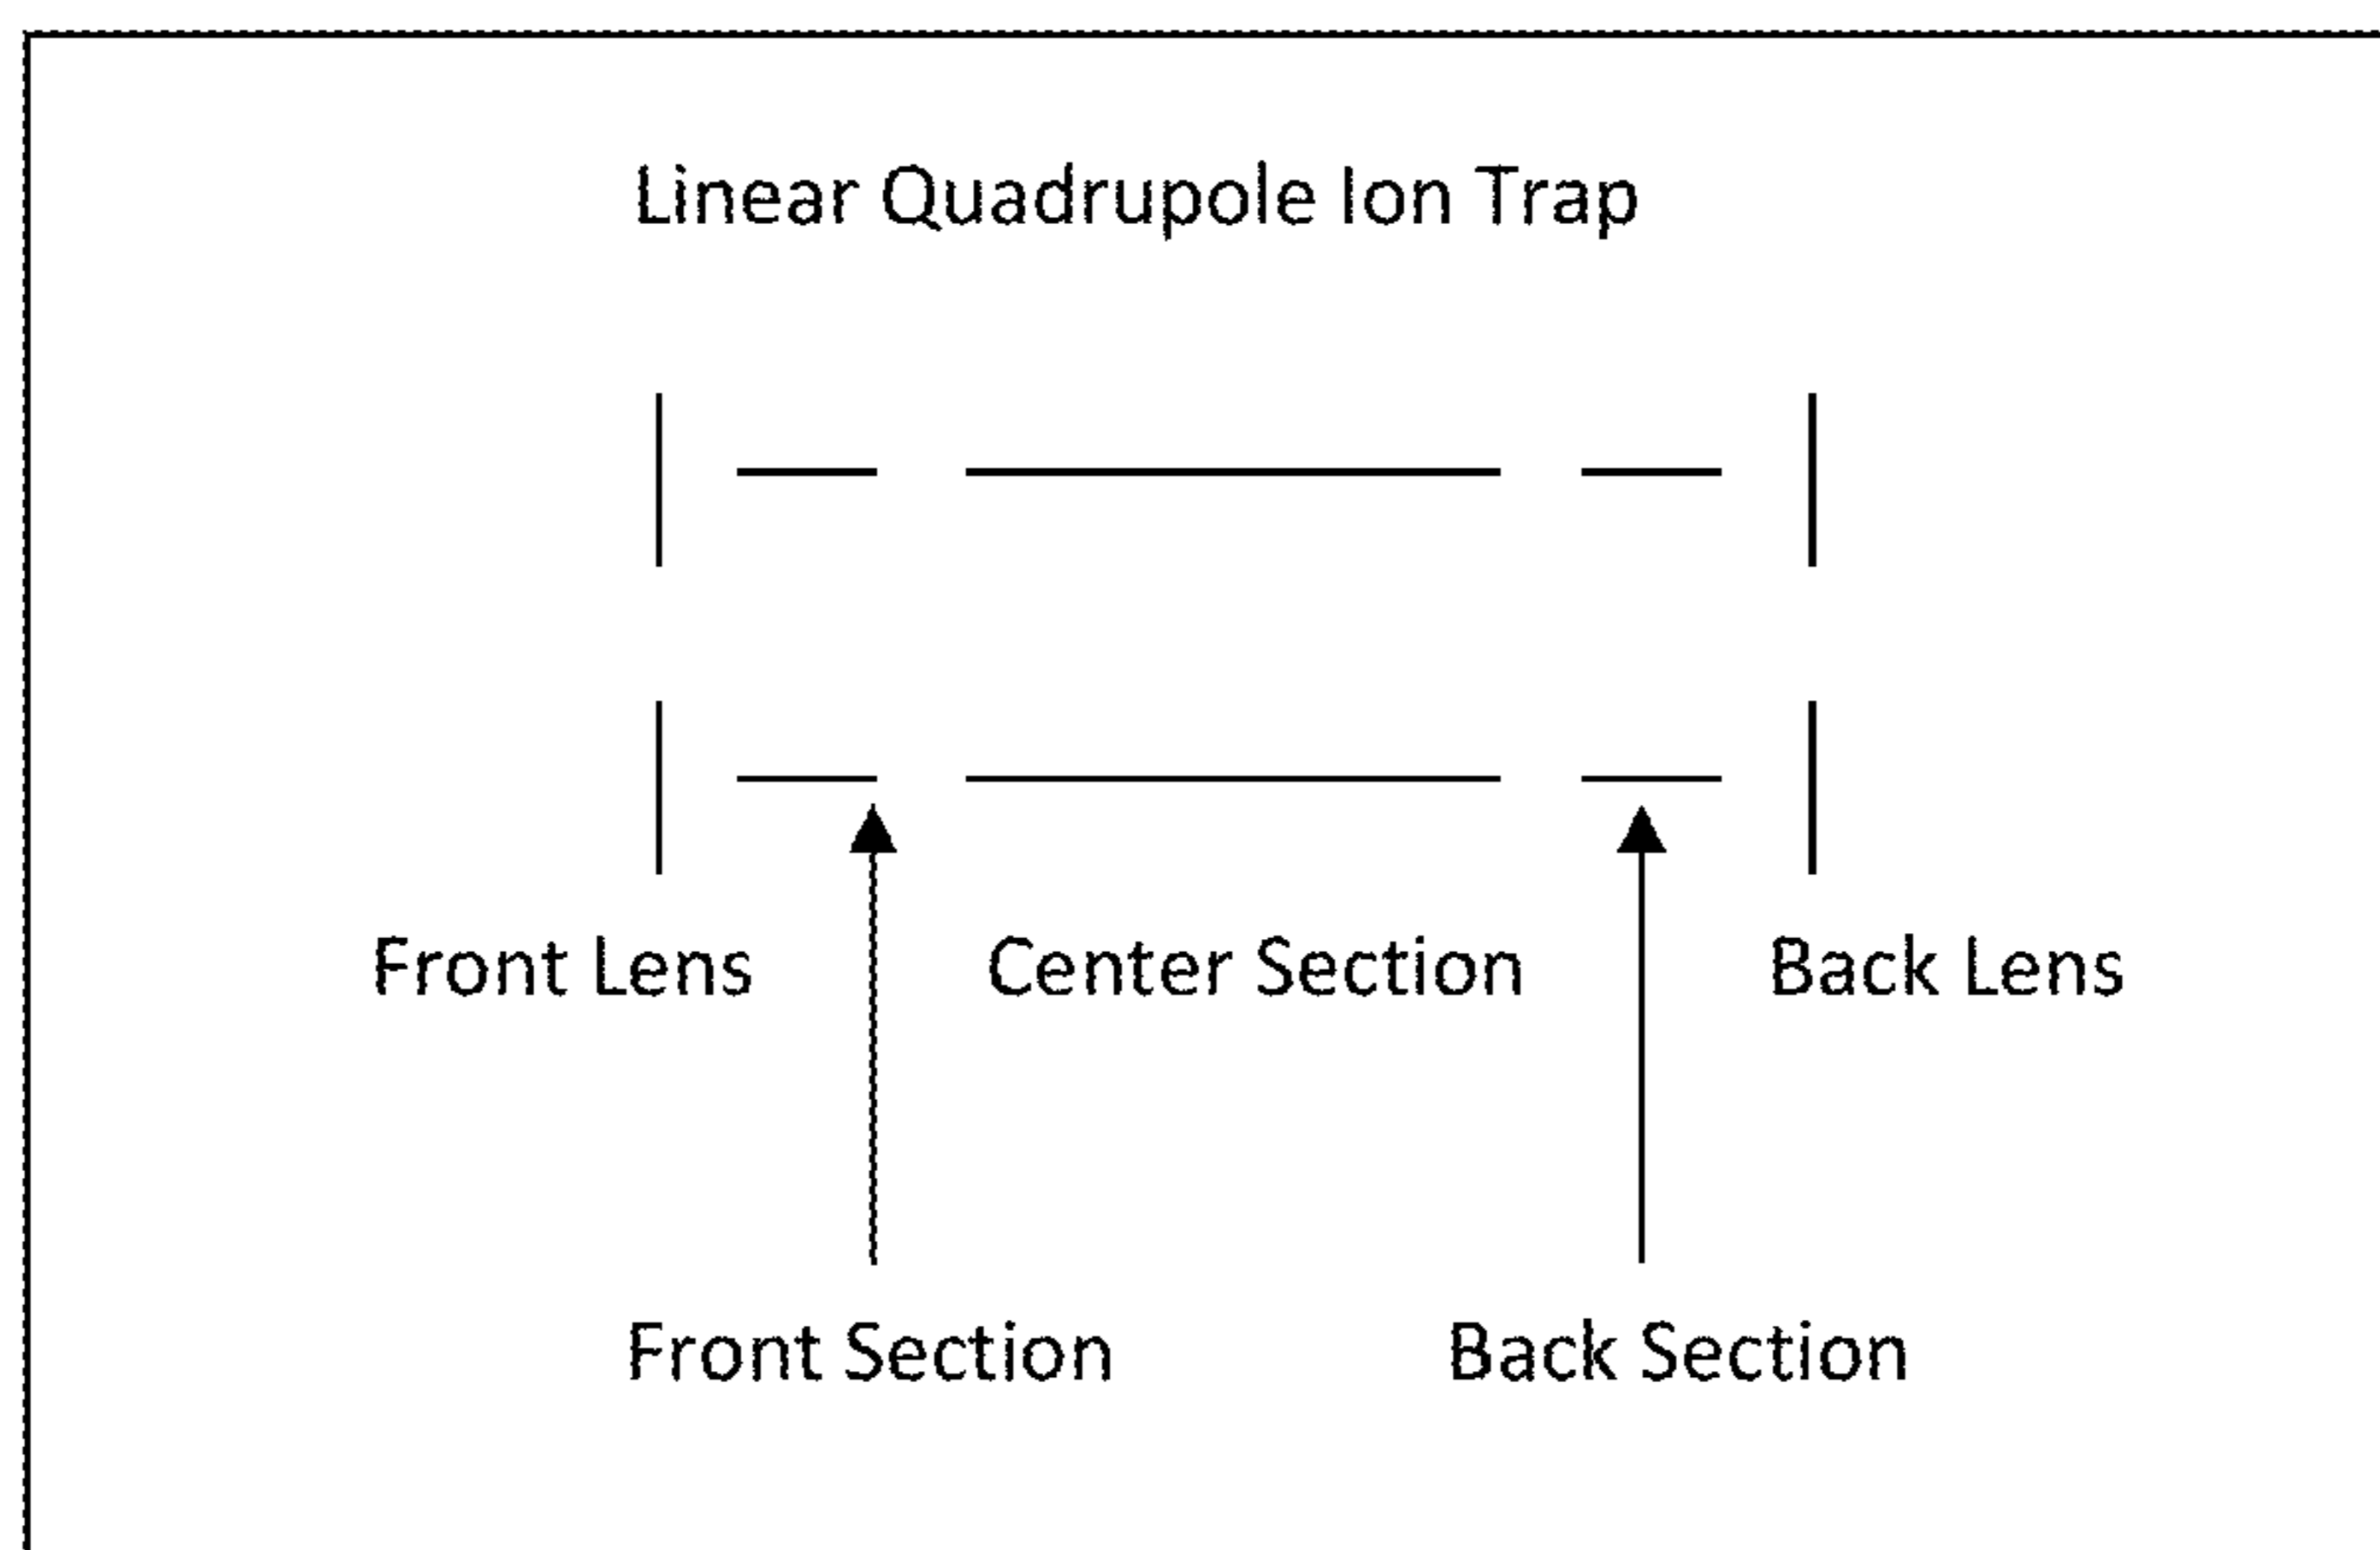 Linear Quadrupole Ion Trap
Front Lens
Center Section
Back Lens
Front Section
Back Section